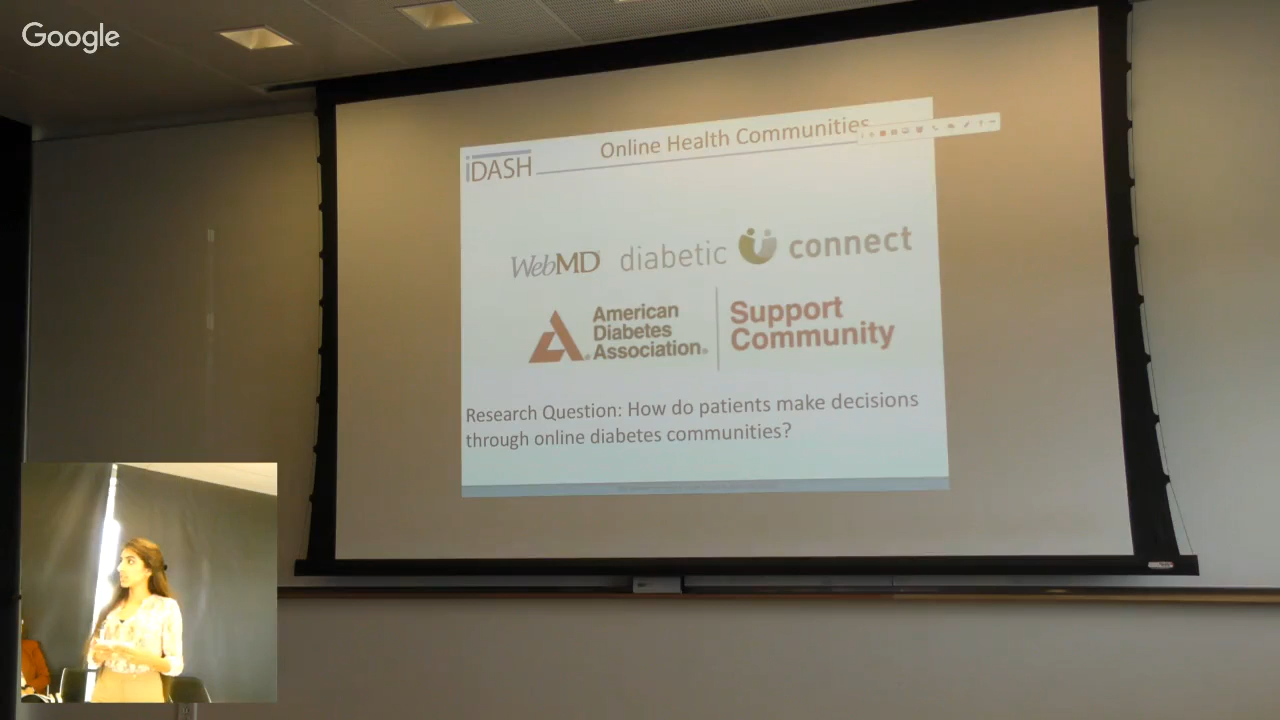 Google
Online Health Communities
iDASH
WebMD diabetic connect
American Diabetes Association®
Support Community
Research Question: How do patients make decisions
through online diabetes communities?